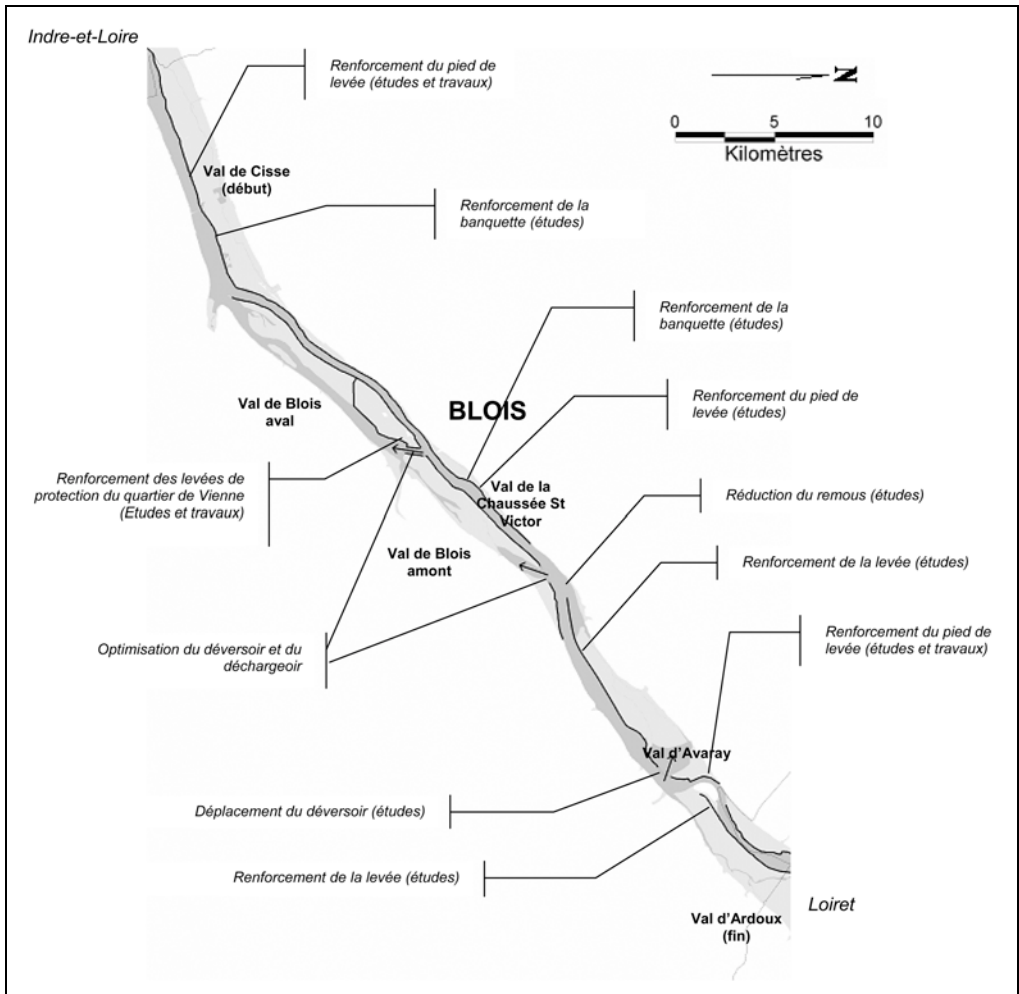 Indre-et-Loire
Renforcement du pied de
levée (études et travaux)
N
0 5 10
Kilomètres
Val de Cisse
(début)
Renforcement de la
banquette (études)
Renforcement de la
banquette (études)
Val de Blois
aval
BLOIS
Renforcement du pied de
levée (études)
Renforcement des levées de
protection du quartier de Vienne
(Etudes et travaux)
Val de la
Chaussée St
Victor
Réduction du remous (études)
Val de Blois
amont
Renforcement de la levée (études)
Optimisation du déversoir et du
déchargeoir
Renforcement du pied de
levée (études et travaux)
Val d'Avaray
Déplacement du déversoir (études)
Renforcement de la levée (études)
Loiret
Val d'Ardoux
(fin)